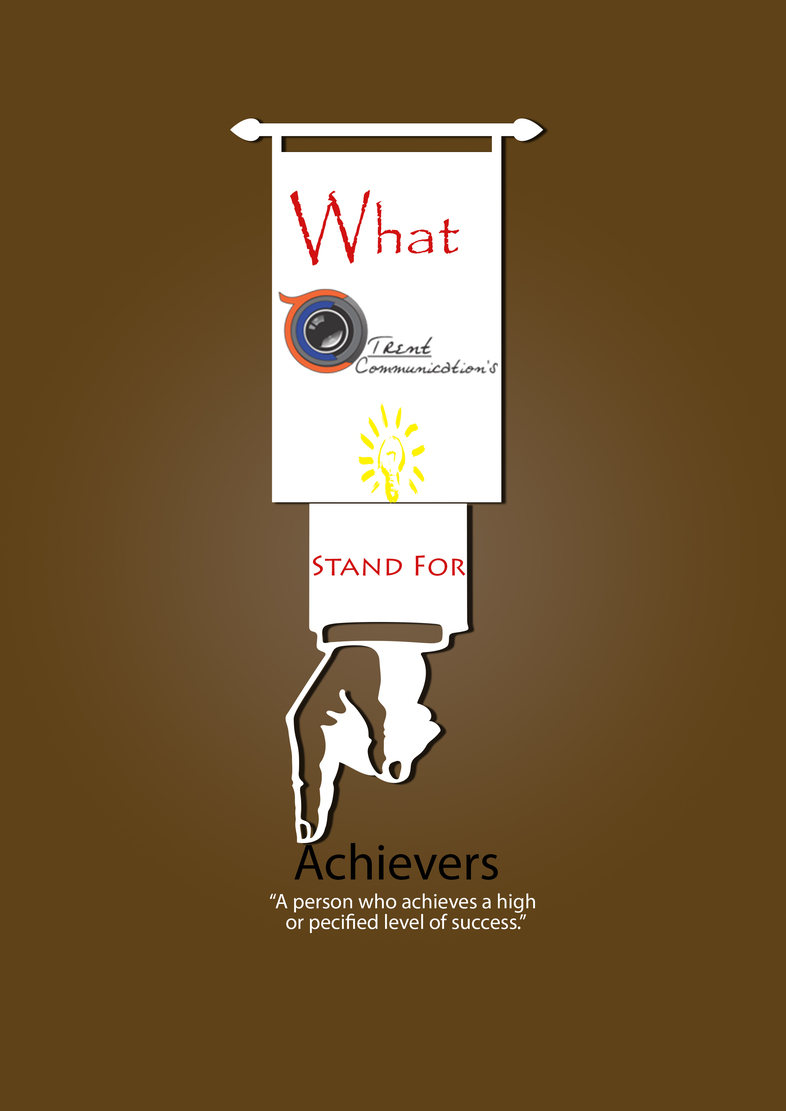 What
Trent
Communication's
Stand For
Achievers
“A person who achieves a high
or pecified level of success.”